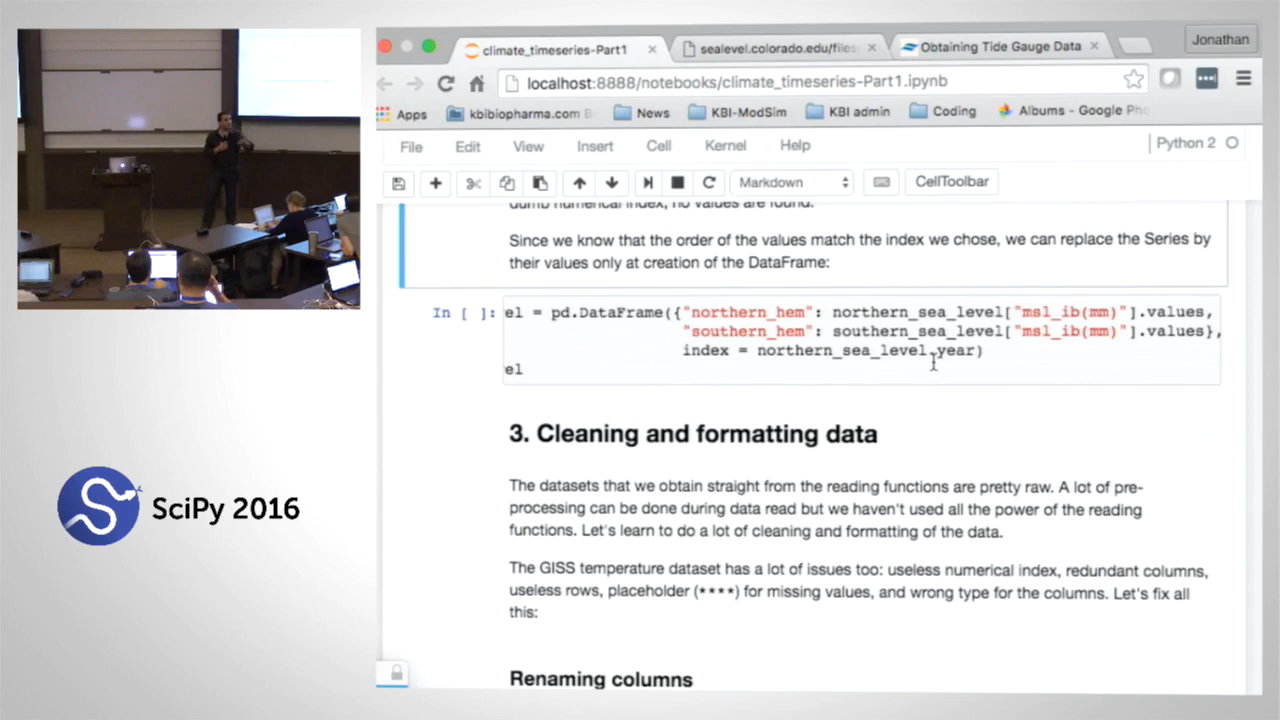 Jonathan
climate_timeseries-Part1
sealevel.colorado.edu/files
Obtaining Tide Gauge Data
localhost:8888/notebooks/climate_timeseries-Part1.ipynb
Apps
kbibiopharma.com
News
KBI-ModSim
KBI admin
Coding
Albums - Google Pho
File Edit View Insert Cell Kernel Help
Python 2
Markdown
CellToolbar
dumb numerical index, no values are found.
Since we know that the order of the values match the index we chose, we can replace the Series by
their values only at creation of the DataFrame:
In [ ]:
el = pd.DataFrame({"northern_hem": northern_sea_level["msl_ib(mm)"].values,
"southern_hem": southern_sea_level["msl_ib(mm)"].values},
index = northern_sea_level.year)
el
3. Cleaning and formatting data
The datasets that we obtain straight from the reading functions are pretty raw. A lot of pre-
processing can be done during data read but we haven't used all the power of the reading
functions. Let's learn to do a lot of cleaning and formatting of the data.
The GISS temperature dataset has a lot of issues too: useless numerical index, redundant columns,
useless rows, placeholder (****) for missing values, and wrong type for the columns. Let's fix all
this:
Renaming columns
SciPy 2016